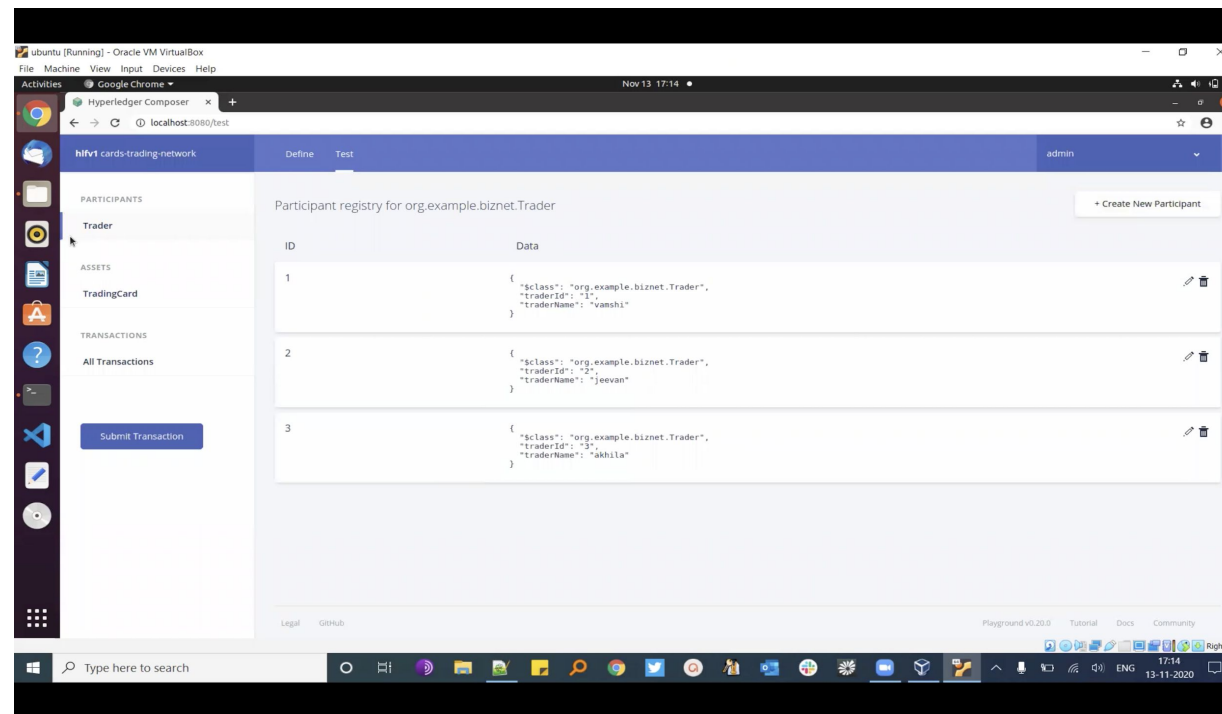 ubuntu [Running] - Oracle VM VirtualBox
File Machine View Input Devices Help
Activities Google Chrome Nov 13 17:14
Hyperledger Composer
localhost:8080/test
hlfv1 cards-trading-network Define Test admin
PARTICIPANTS
Trader
ASSETS
TradingCard
TRANSACTIONS
All Transactions
Submit Transaction
Participant registry for org.example.biznet.Trader
+ Create New Participant
ID Data
1
{
"$class": "org.example.biznet.Trader",
"traderId": "1",
"traderName": "vamshi"
}
2
{
"$class": "org.example.biznet.Trader",
"traderId": "2",
"traderName": "jeevan"
}
3
{
"$class": "org.example.biznet.Trader",
"traderId": "3",
"traderName": "akhila"
}
Legal GitHub Playground v0.20.0 Tutorial Docs Community
Righ
Type here to search
ENG
17:14
13-11-2020